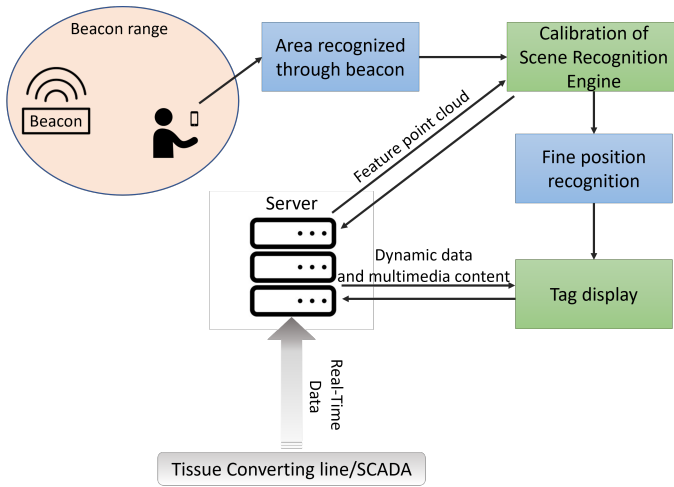 Beacon range
Beacon
Area recognized
through beacon
Calibration of
Scene Recognition
Engine
Feature point cloud
Fine position
recognition
Server
Dynamic data
and multimedia content
Tag display
Real-Time
Data
Tissue Converting line/SCADA